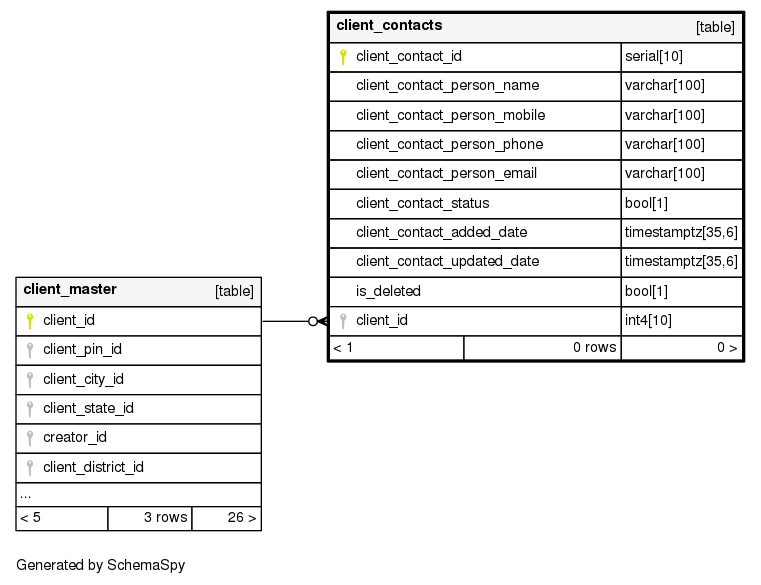 client_contacts [table]
client_contact_id serial[10]
client_contact_person_name varchar[100]
client_contact_person_mobile varchar[100]
client_contact_person_phone varchar[100]
client_contact_person_email varchar[100]
client_contact_status bool[1]
client_contact_added_date timestamptz[35,6]
client_contact_updated_date timestamptz[35,6]
is_deleted bool[1]
client_id int4[10]
< 1 0 rows 0 >
client_master [table]
client_id
client_pin_id
client_city_id
client_state_id
creator_id
client_district_id
...
< 5 3 rows 26 >
Generated by SchemaSpy